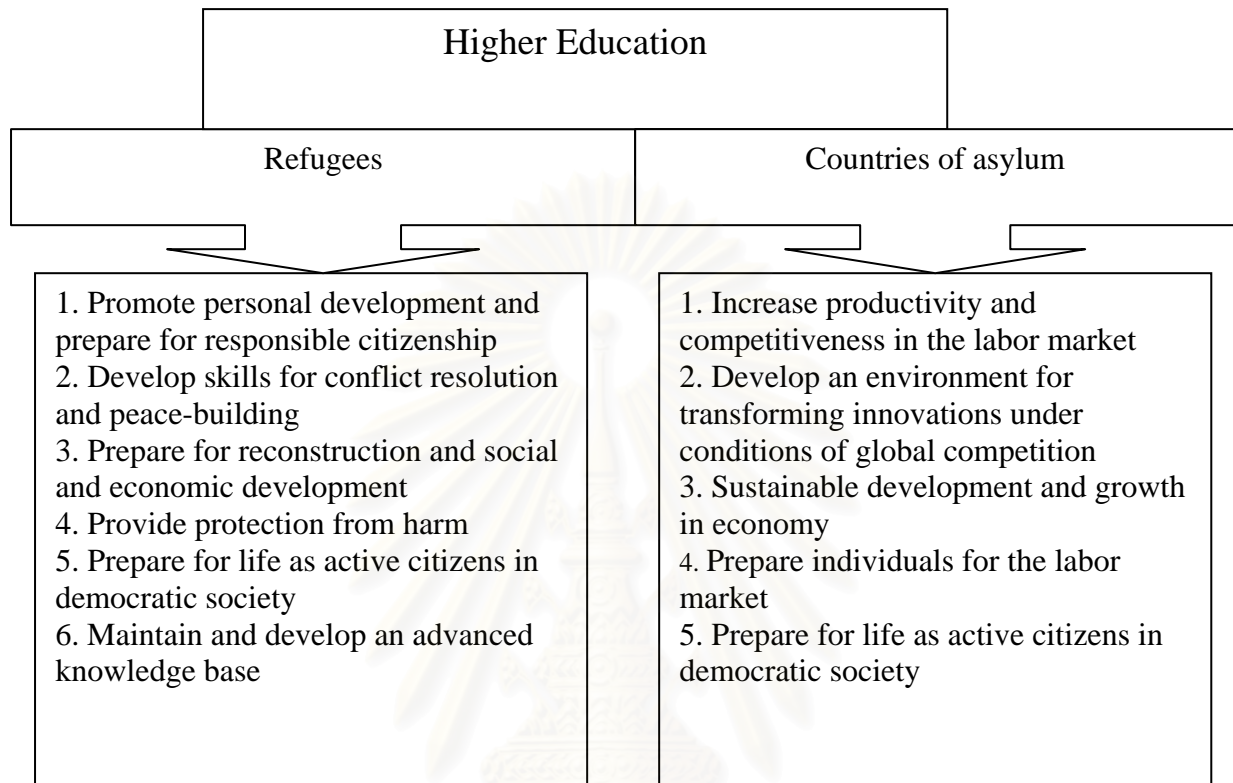 Higher Education
Refugees
Countries of asylum
1. Promote personal development and
prepare for responsible citizenship
2. Develop skills for conflict resolution
and peace-building
3. Prepare for reconstruction and social
and economic development
4. Provide protection from harm
5. Prepare for life as active citizens in
democratic society
6. Maintain and develop an advanced
knowledge base
1. Increase productivity and
competitiveness in the labor market
2. Develop an environment for
transforming innovations under
conditions of global competition
3. Sustainable development and growth
in economy
4. Prepare individuals for the labor
market
5. Prepare for life as active citizens in
democratic society